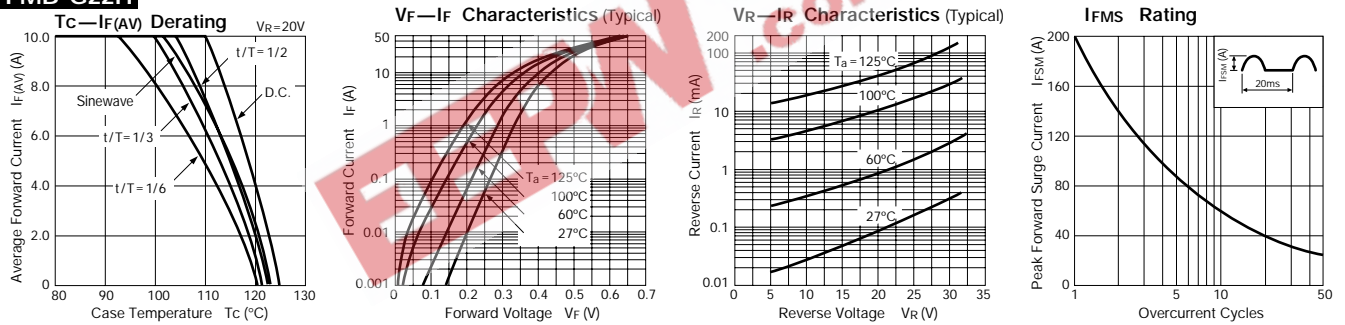 TC—IF(AV) Derating
VR=20V
Average Forward Current IF(AV) (A)
10.0
8.0
6.0
4.0
2.0
0
t/T=1/2
Sinewave
D.C.
t/T=1/3
t/T=1/6
80 90 100 110 120 130
Case Temperature TC (°C)
VF—IF Characteristics (Typical)
Forward Current IF (A)
50
10
1
0.1
0.01
0.001
Ta=125°C
100°C
60°C
27°C
0 0.1 0.2 0.3 0.4 0.5 0.6 0.7
Forward Voltage VF (V)
VR—IR Characteristics (Typical)
Reverse Current IR (mA)
200
100
10
1
0.1
0.01
Ta=125°C
100°C
60°C
27°C
0 5 10 15 20 25 30 35
Reverse Voltage VR (V)
IFMS Rating
Peak Forward Surge Current IFSM (A)
200
160
120
80
40
0
IFSM (A)
20ms
1 5 10 50
Overcurrent Cycles
EEPW.com